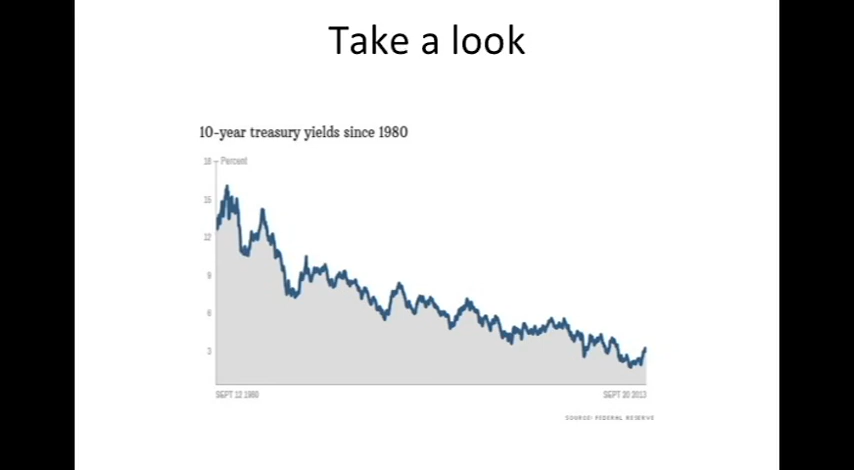 Take a look
10-year treasury yields since 1980
18 Percent
15
12
9
6
3
SEPT 12 1980 SEPT 20 2013
SOURCE: FEDERAL RESERVE